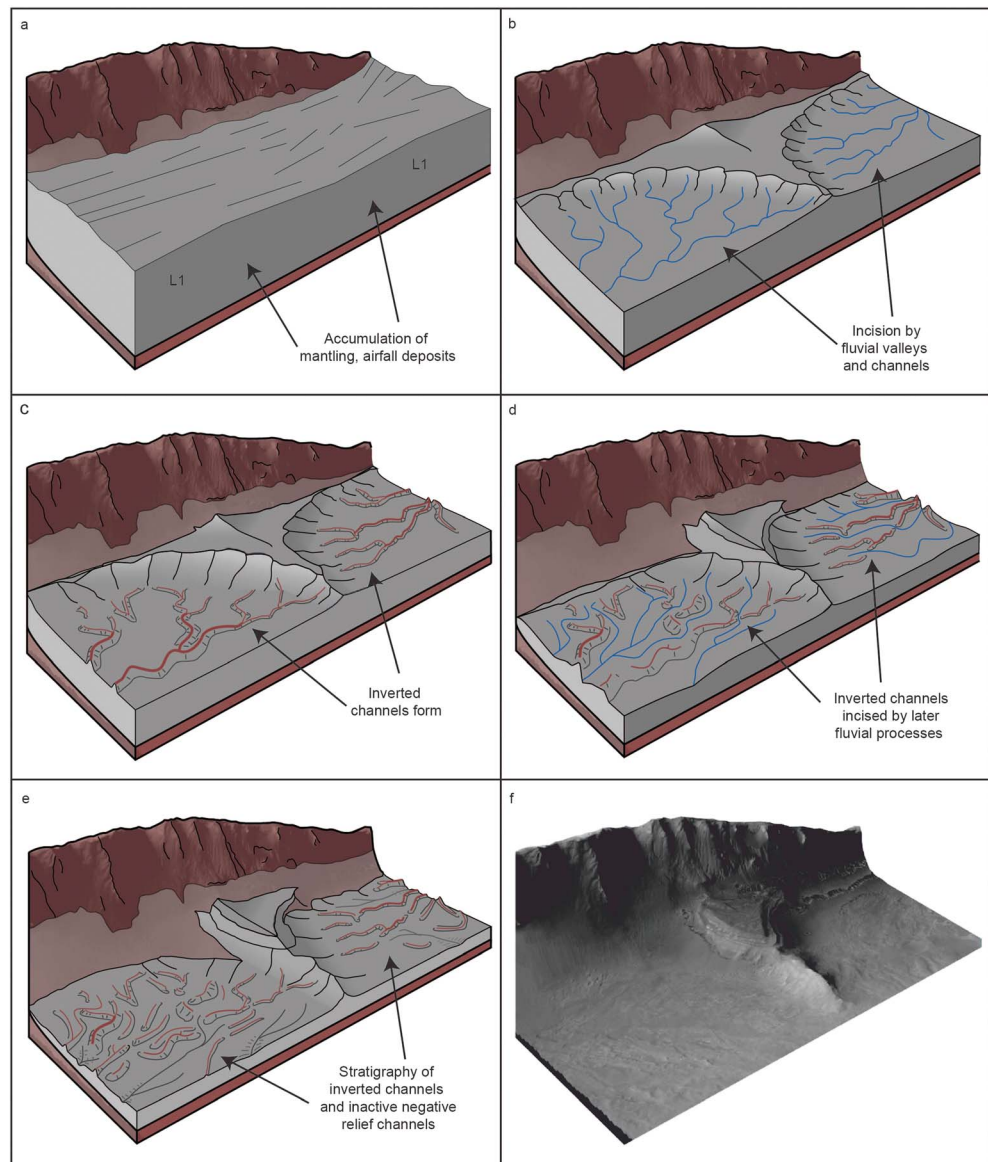 a
L1
L1
Accumulation of
mantling, airfall deposits
b
Incision by
fluvial valleys
and channels
c
Inverted
channels form
d
Inverted channels
incised by later
fluvial processes
e
Stratigraphy of
inverted channels
and inactive negative
relief channels
f